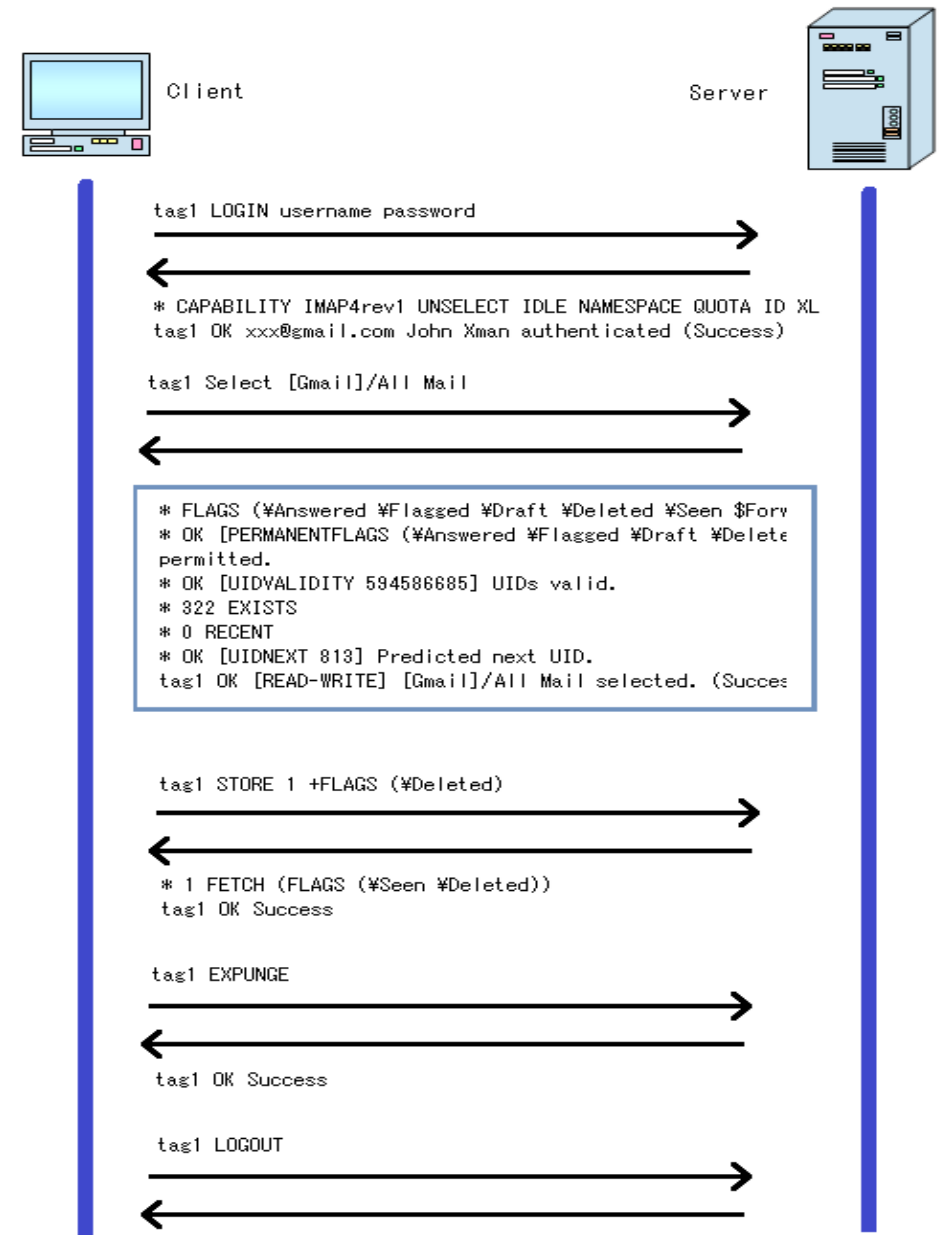 Client
Server
tag1 LOGIN username password
* CAPABILITY IMAP4rev1 UNSELECT IDLE NAMESPACE QUOTA ID XL
tag1 OK xxx@gmail.com John Xman authenticated (Success)
tag1 Select [Gmail]/All Mail
* FLAGS (¥Answered ¥Flagged ¥Draft ¥Deleted ¥Seen $Forw
* OK [PERMANENTFLAGS (¥Answered ¥Flagged ¥Draft ¥Delete
permitted.
* OK [UIDVALIDITY 594586685] UIDs valid.
* 322 EXISTS
* 0 RECENT
* OK [UIDNEXT 813] Predicted next UID.
tag1 OK [READ-WRITE] [Gmail]/All Mail selected. (Succes
tag1 STORE 1 +FLAGS (¥Deleted)
* 1 FETCH (FLAGS (¥Seen ¥Deleted))
tag1 OK Success
tag1 EXPUNGE
tag1 OK Success
tag1 LOGOUT